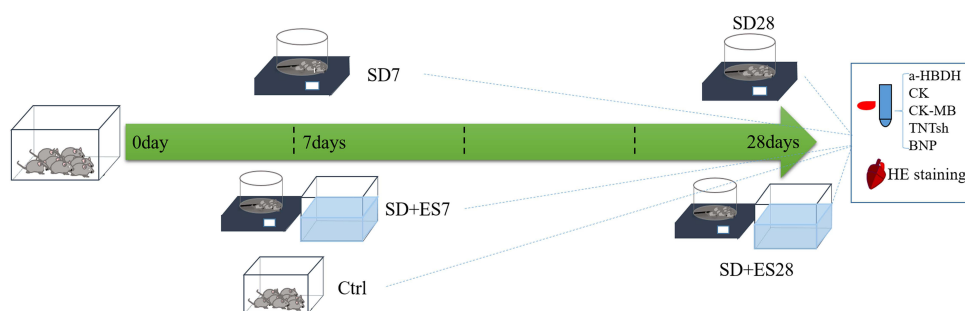 SD28
SD7
a-HBDH
CK
CK-MB
TNTsh
BNP
0day
7days
28days
HE staining
SD+ES7
SD+ES28
Ctrl